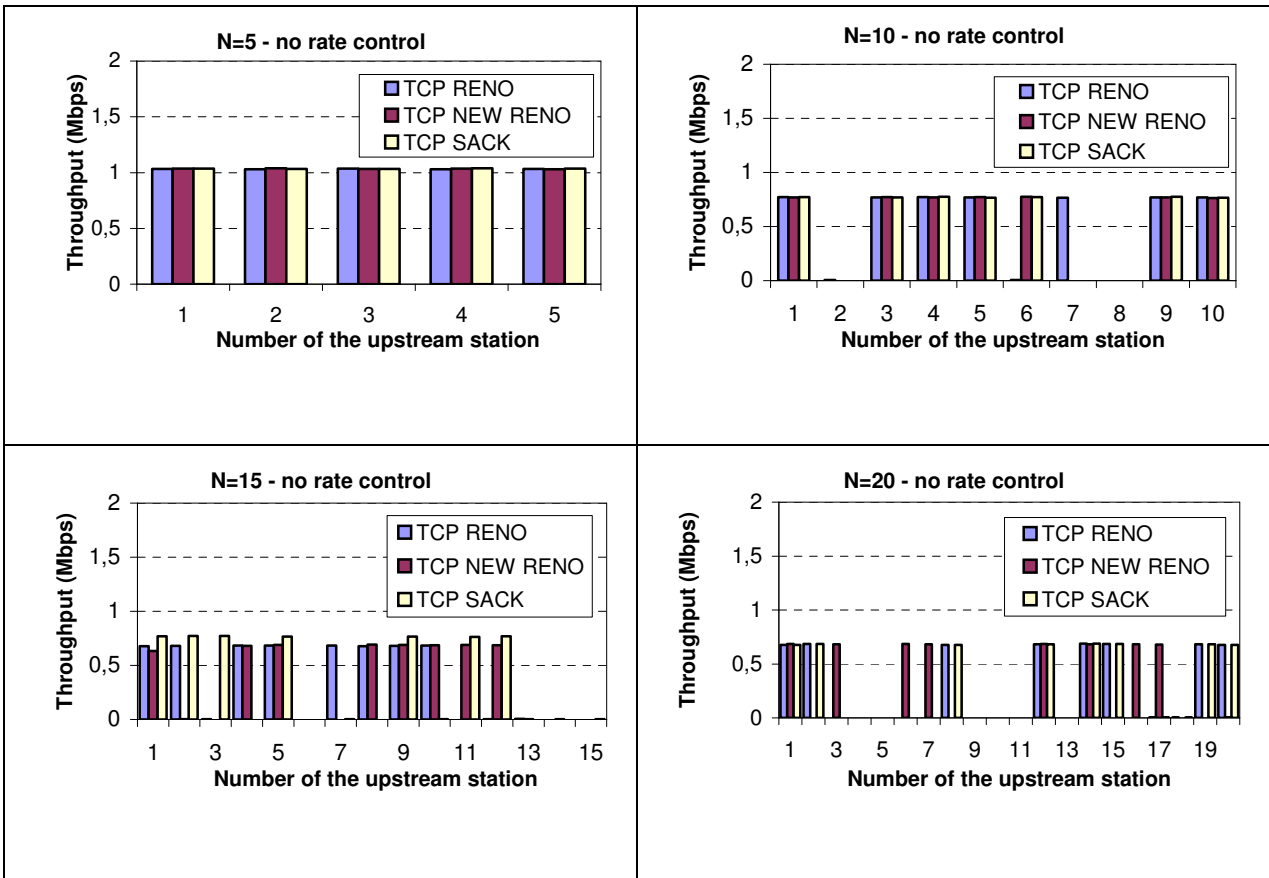 N=5 - no rate control
2
1,5
1
0,5
0
Throughput (Mbps)
TCP RENO
TCP NEW RENO
TCP SACK
1 2 3 4 5
Number of the upstream station
N=10 - no rate control
2
1,5
1
0,5
0
Throughput (Mbps)
TCP RENO
TCP NEW RENO
TCP SACK
1 2 3 4 5 6 7 8 9 10
Number of the upstream station
N=15 - no rate control
2
1,5
1
0,5
0
Throughput (Mbps)
TCP RENO
TCP NEW RENO
TCP SACK
1 3 5 7 9 11 13 15
Number of the upstream station
N=20 - no rate control
2
1,5
1
0,5
0
Throughput (Mbps)
TCP RENO
TCP NEW RENO
TCP SACK
1 3 5 7 9 11 13 15 17 19
Number of the upstream station